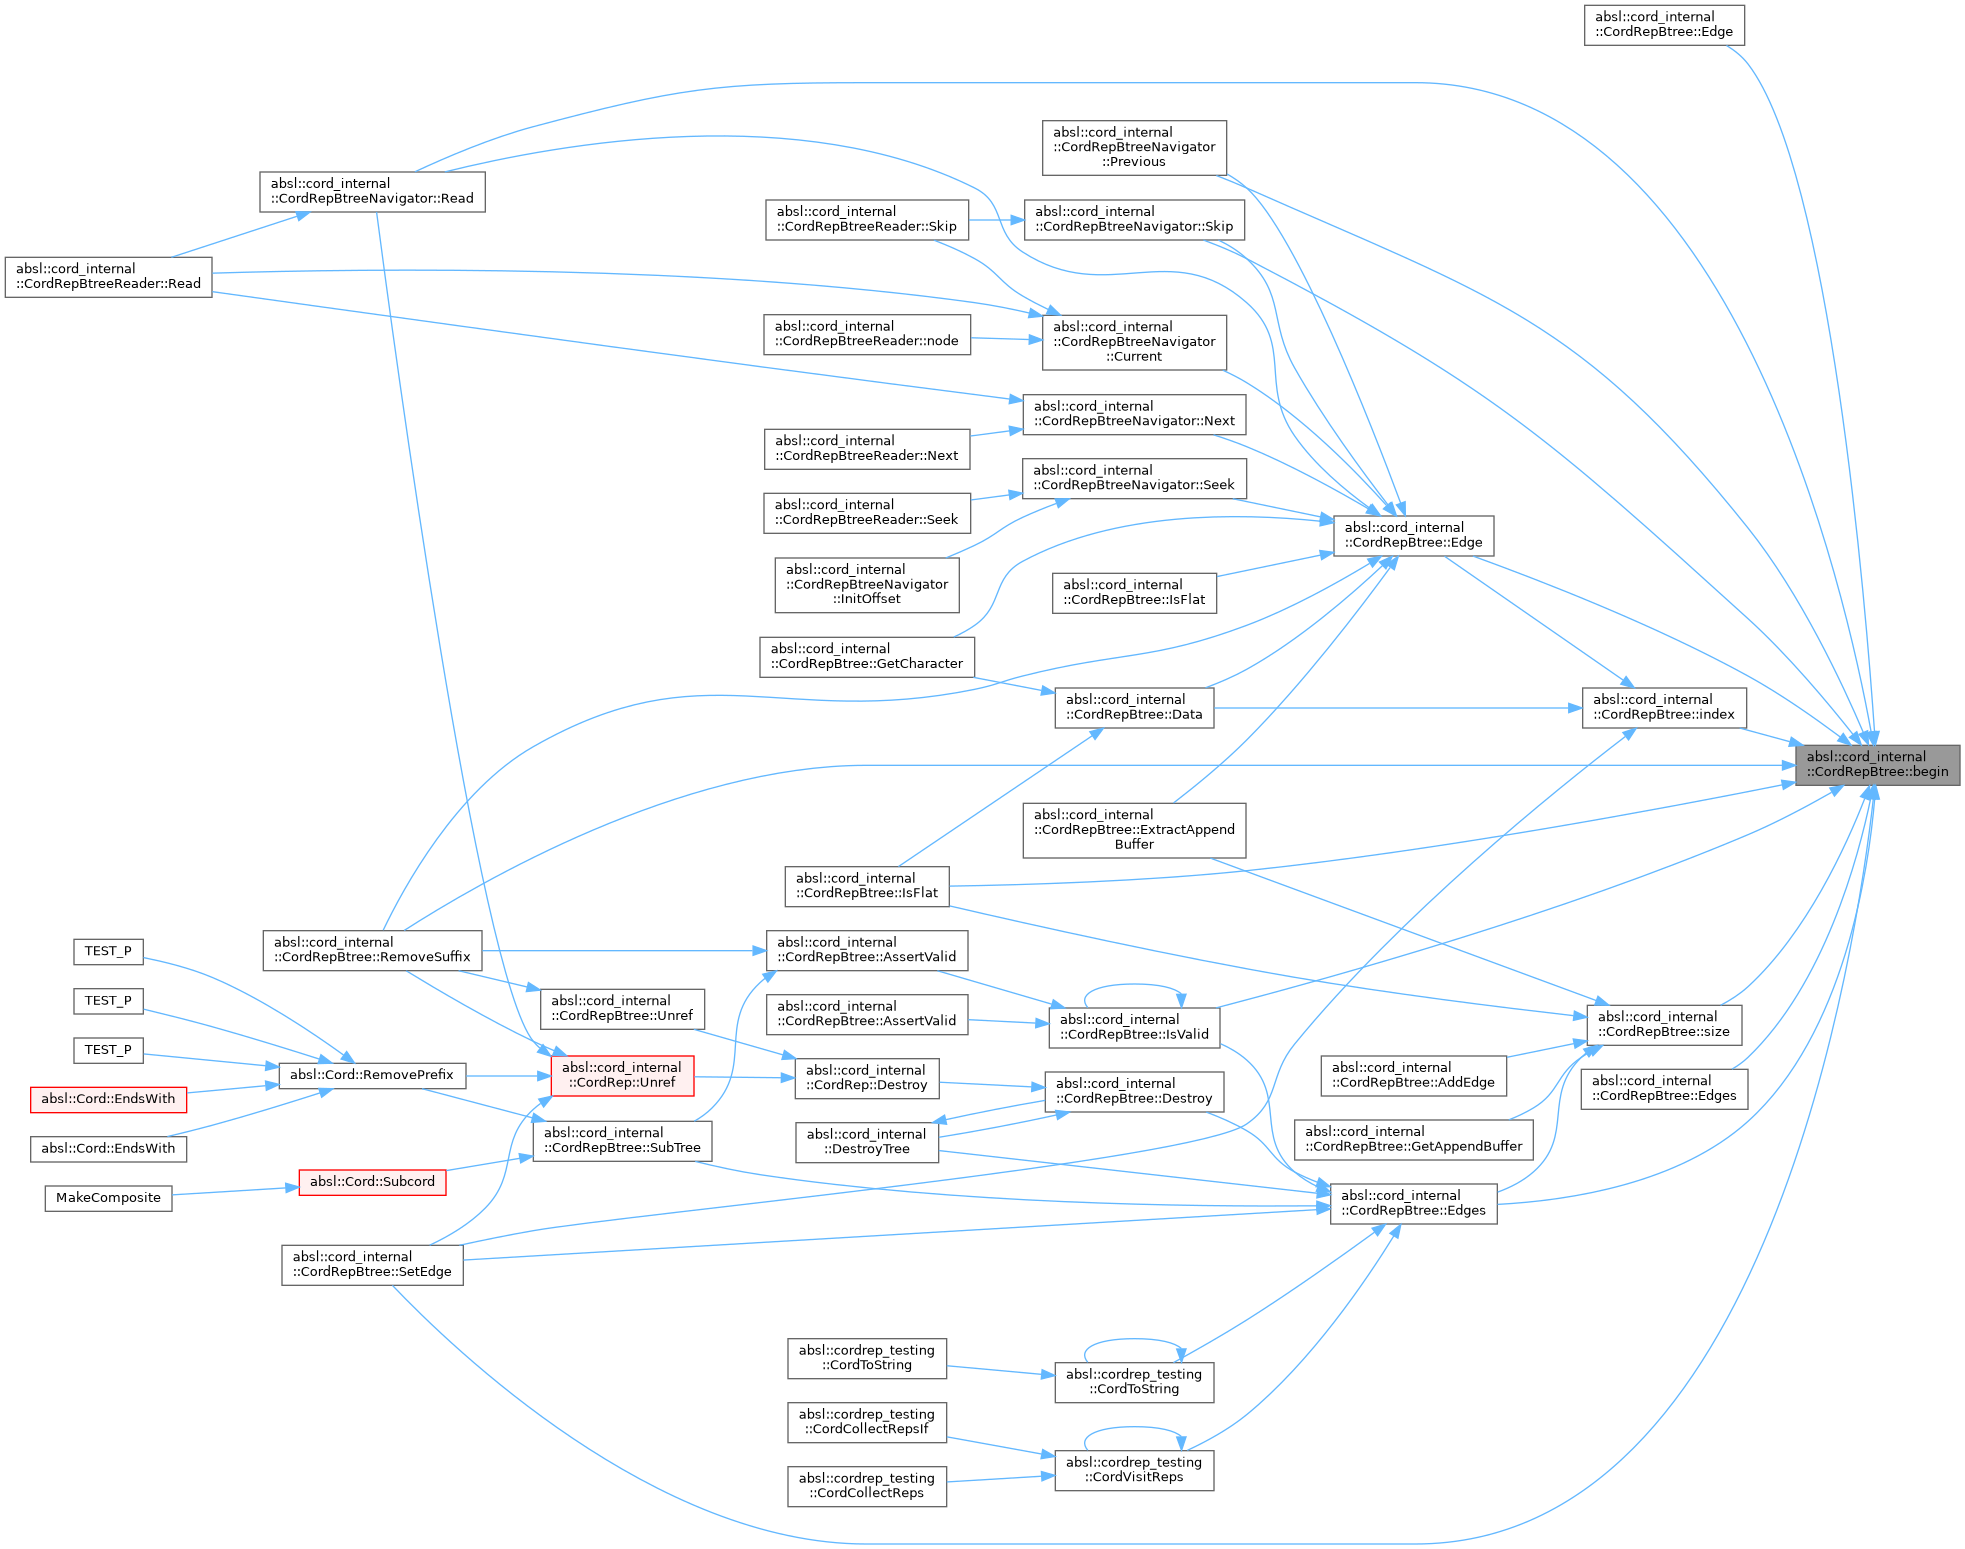 absl::cord_internal
::CordRepBtree::Edge
absl::cord_internal
::CordRepBtreeNavigator
::Previous
absl::cord_internal
::CordRepBtreeNavigator::Read
absl::cord_internal
::CordRepBtreeReader::Skip
absl::cord_internal
::CordRepBtreeNavigator::Skip
absl::cord_internal
::CordRepBtreeReader::Read
absl::cord_internal
::CordRepBtreeReader::node
absl::cord_internal
::CordRepBtreeNavigator
::Current
absl::cord_internal
::CordRepBtreeNavigator::Next
absl::cord_internal
::CordRepBtreeReader::Next
absl::cord_internal
::CordRepBtreeNavigator::Seek
absl::cord_internal
::CordRepBtreeReader::Seek
absl::cord_internal
::CordRepBtree::Edge
absl::cord_internal
::CordRepBtreeNavigator
::InitOffset
absl::cord_internal
::CordRepBtree::IsFlat
absl::cord_internal
::CordRepBtree::GetCharacter
absl::cord_internal
::CordRepBtree::Data
absl::cord_internal
::CordRepBtree::index
absl::cord_internal
::CordRepBtree::begin
absl::cord_internal
::CordRepBtree::ExtractAppend
Buffer
absl::cord_internal
::CordRepBtree::IsFlat
TEST_P
absl::cord_internal
::CordRepBtree::RemoveSuffix
absl::cord_internal
::CordRepBtree::AssertValid
TEST_P
absl::cord_internal
::CordRepBtree::Unref
absl::cord_internal
::CordRepBtree::AssertValid
absl::cord_internal
::CordRepBtree::IsValid
absl::cord_internal
::CordRepBtree::size
TEST_P
absl::Cord::RemovePrefix
absl::cord_internal
::CordRep::Unref
absl::cord_internal
::CordRep::Destroy
absl::cord_internal
::CordRepBtree::Destroy
absl::cord_internal
::CordRepBtree::AddEdge
absl::cord_internal
::CordRepBtree::Edges
absl::Cord::EndsWith
absl::Cord::EndsWith
absl::cord_internal
::CordRepBtree::SubTree
absl::cord_internal
::DestroyTree
absl::cord_internal
::CordRepBtree::GetAppendBuffer
absl::Cord::Subcord
MakeComposite
absl::cord_internal
::CordRepBtree::Edges
absl::cord_internal
::CordRepBtree::SetEdge
absl::cordrep_testing
::CordToString
absl::cordrep_testing
::CordToString
absl::cordrep_testing
::CordCollectRepsIf
absl::cordrep_testing
::CordVisitReps
absl::cordrep_testing
::CordCollectReps